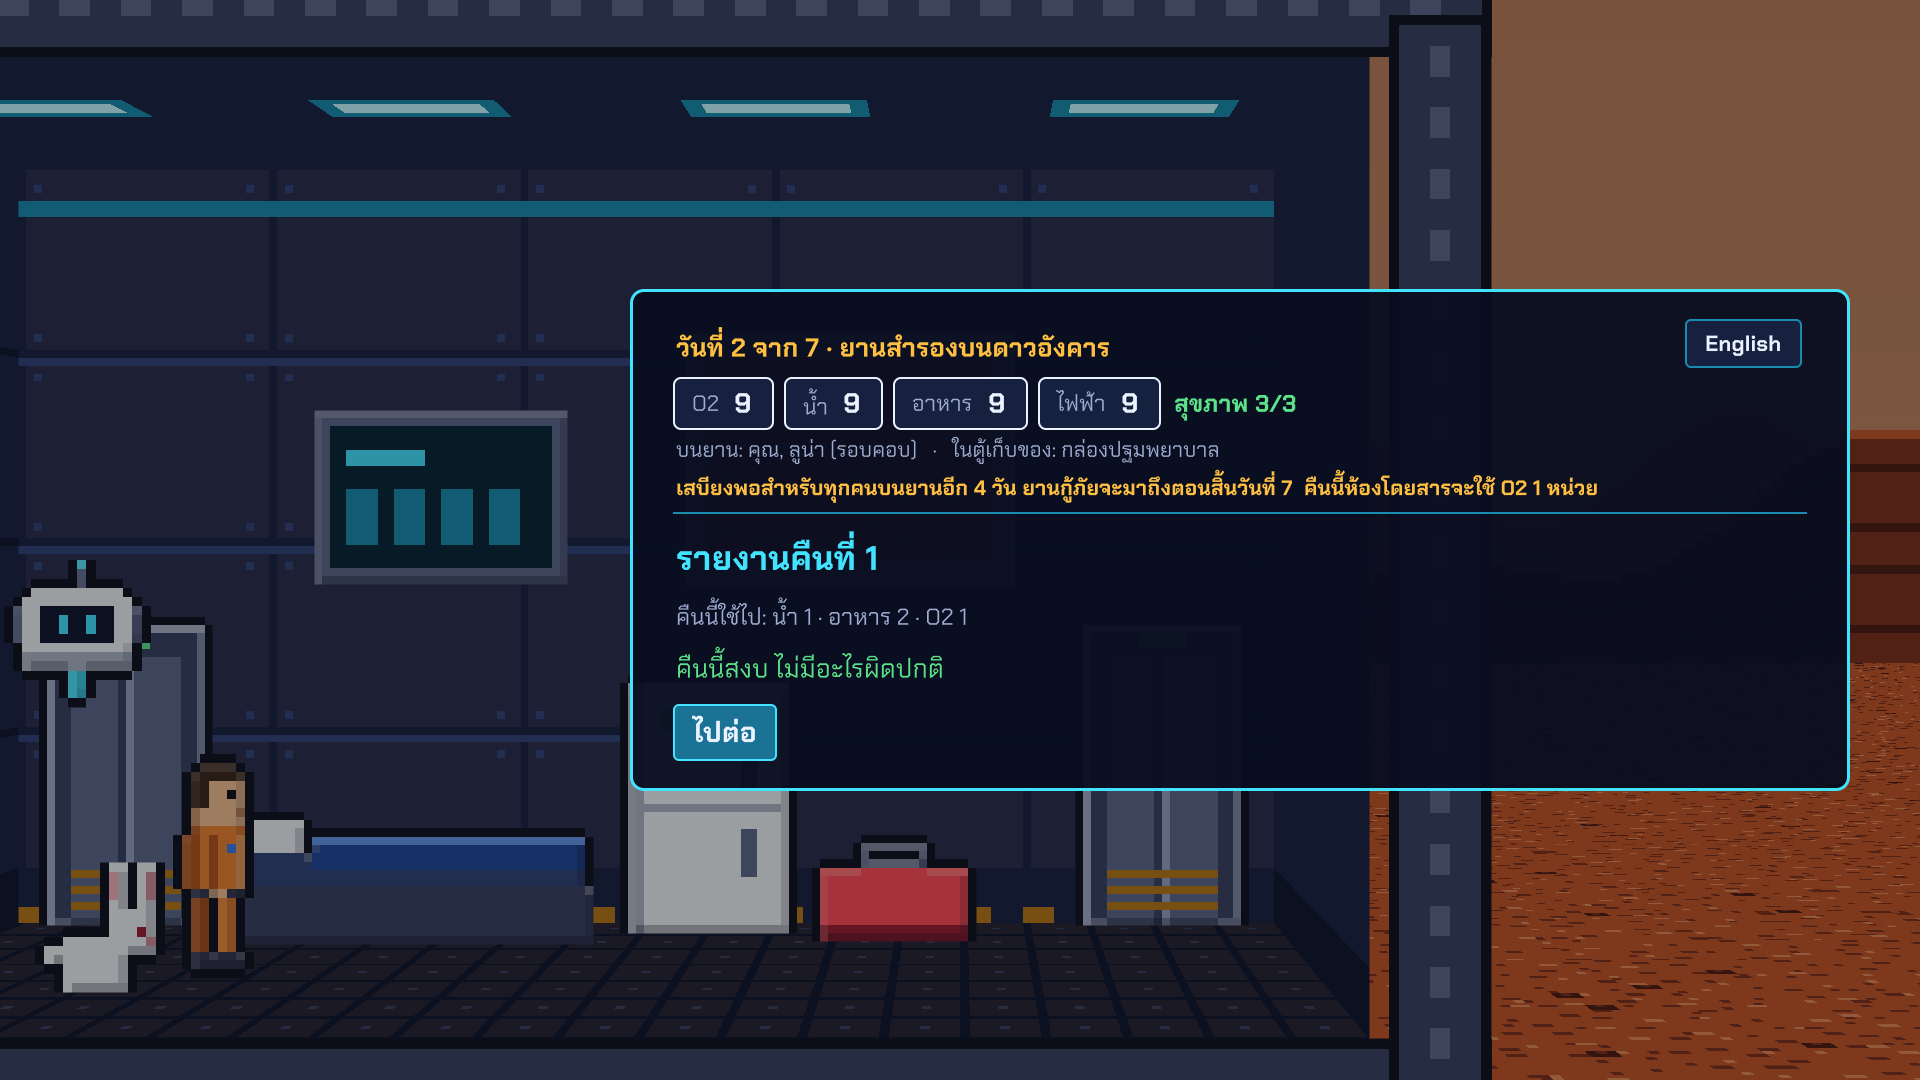 วันที่ 2 จาก 7 · ยานสำรองบนดาวอังคาร
English
O2 9 น้ำ 9 อาหาร 9 ไฟฟ้า 9 สุขภาพ 3/3
บนยาน: คุณ, ลูน่า (รอบคอบ) · ในตู้เก็บของ: กล่องปฐมพยาบาล
เสบียงพอสำหรับทุกคนบนยานอีก 4 วัน ยานกู้ภัยจะมาถึงตอนสิ้นวันที่ 7 คืนนี้ห้องโดยสารจะใช้ O2 1 หน่วย
รายงานคืนที่ 1
คืนนี้ใช้ไป: น้ำ 1 · อาหาร 2 · O2 1
คืนนี้สงบ ไม่มีอะไรผิดปกติ
ไปต่อ